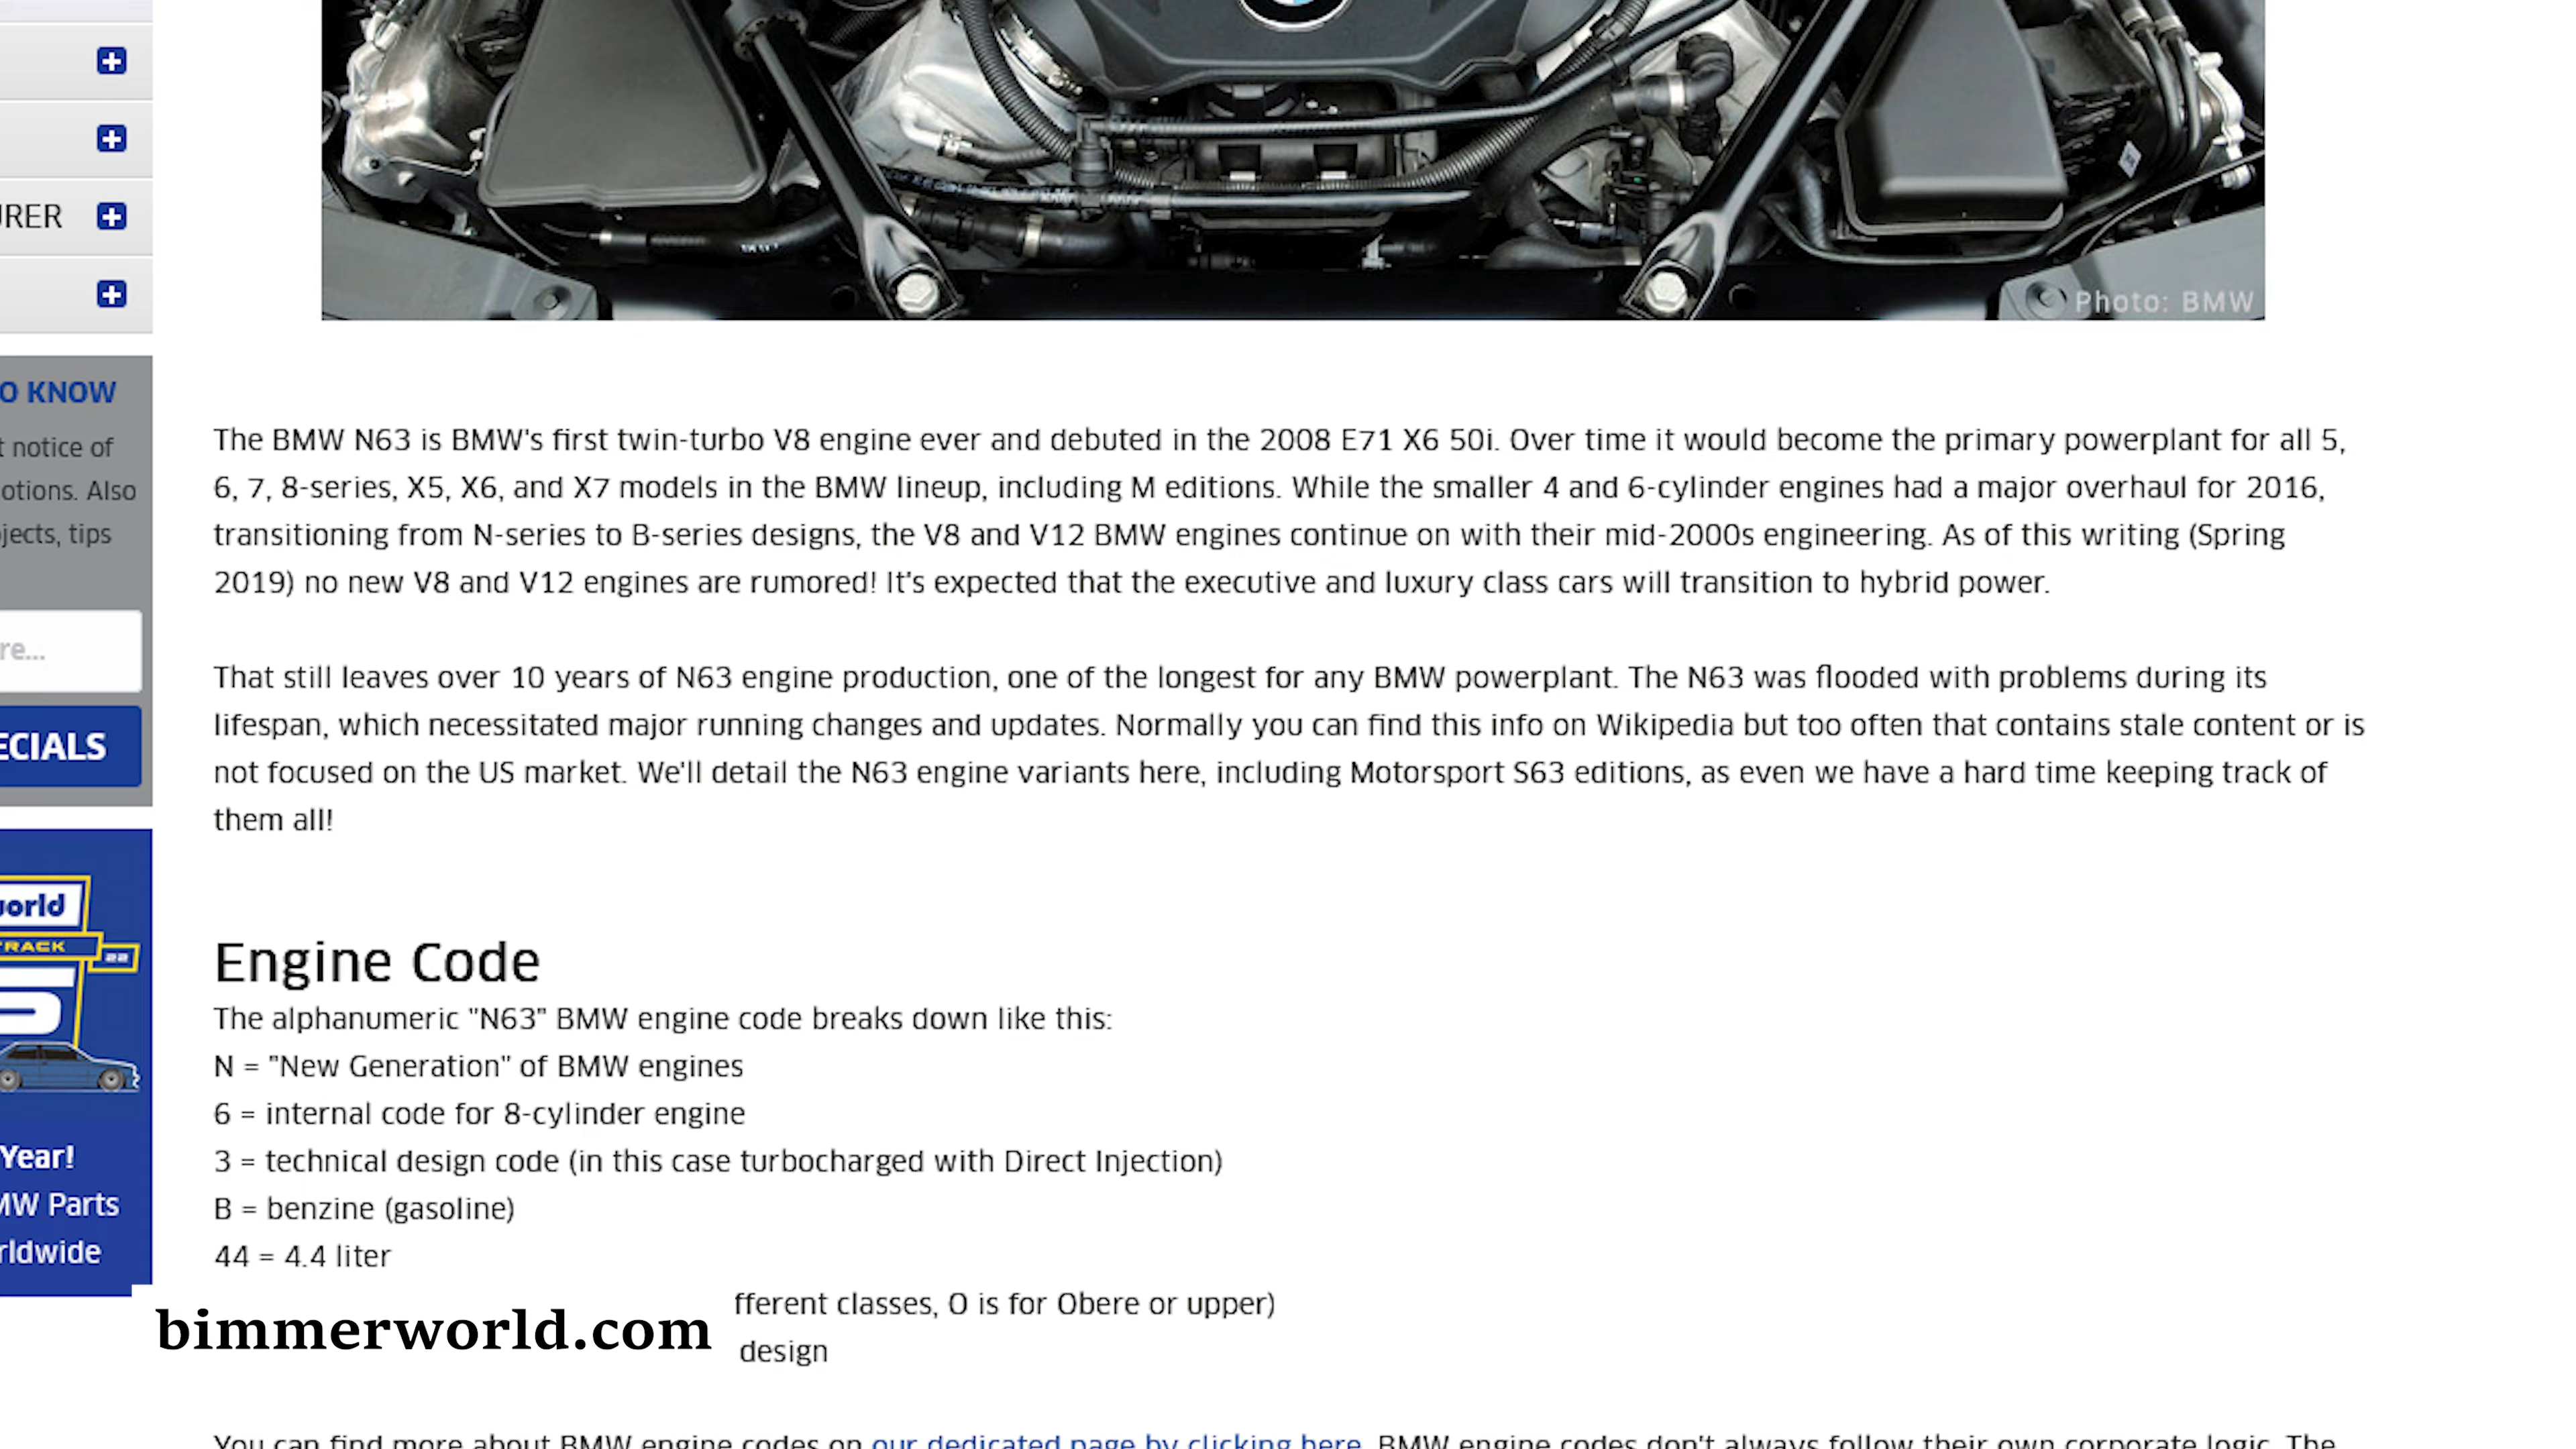 URER
Photo: BMW
O KNOW
t notice of
otions. Also
jects, tips
re...
ECIALS
The BMW N63 is BMW's first twin-turbo V8 engine ever and debuted in the 2008 E71 X6 50i. Over time it would become the primary powerplant for all 5,
6, 7, 8-series, X5, X6, and X7 models in the BMW lineup, including M editions. While the smaller 4 and 6-cylinder engines had a major overhaul for 2016,
transitioning from N-series to B-series designs, the V8 and V12 BMW engines continue on with their mid-2000s engineering. As of this writing (Spring
2019) no new V8 and V12 engines are rumored! It's expected that the executive and luxury class cars will transition to hybrid power.
That still leaves over 10 years of N63 engine production, one of the longest for any BMW powerplant. The N63 was flooded with problems during its
lifespan, which necessitated major running changes and updates. Normally you can find this info on Wikipedia but too often that contains stale content or is
not focused on the US market. We'll detail the N63 engine variants here, including Motorsport S63 editions, as even we have a hard time keeping track of
them all!
world
TRACK
22
Year!
MW Parts
rldwide
Engine Code
The alphanumeric "N63" BMW engine code breaks down like this:
N = "New Generation" of BMW engines
6 = internal code for 8-cylinder engine
3 = technical design code (in this case turbocharged with Direct Injection)
B = benzine (gasoline)
44 = 4.4 liter
fferent classes, O is for Obere or upper)
design
bimmerworld.com
You can find more about BMW engine codes on our dedicated page by clicking here. BMW engine codes don't always follow their own corporate logic. The